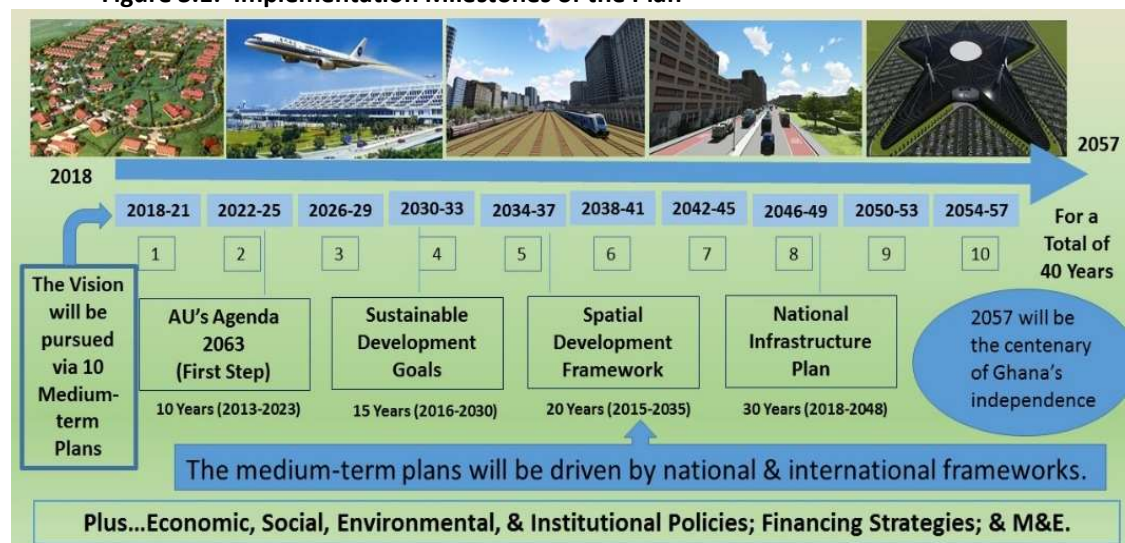 Figure 3.1: Implementation Milestones of the Plan
2018
2057
2018-21 2022-25 2026-29 2030-33 2034-37 2038-41 2042-45 2046-49 2050-53 2054-57
1 2 3 4 5 6 7 8 9 10
For a
Total of
40 Years
The Vision
will be
pursued
via 10
Medium-
term
Plans
AU's Agenda
2063
(First Step)
10 Years (2013-2023)
Sustainable
Development
Goals
15 Years (2016-2030)
Spatial
Development
Framework
20 Years (2015-2035)
National
Infrastructure
Plan
30 Years (2018-2048)
2057 will be
the centenary
of Ghana's
independence
The medium-term plans will be driven by national & international frameworks.
Plus...Economic, Social, Environmental, & Institutional Policies; Financing Strategies; & M&E.